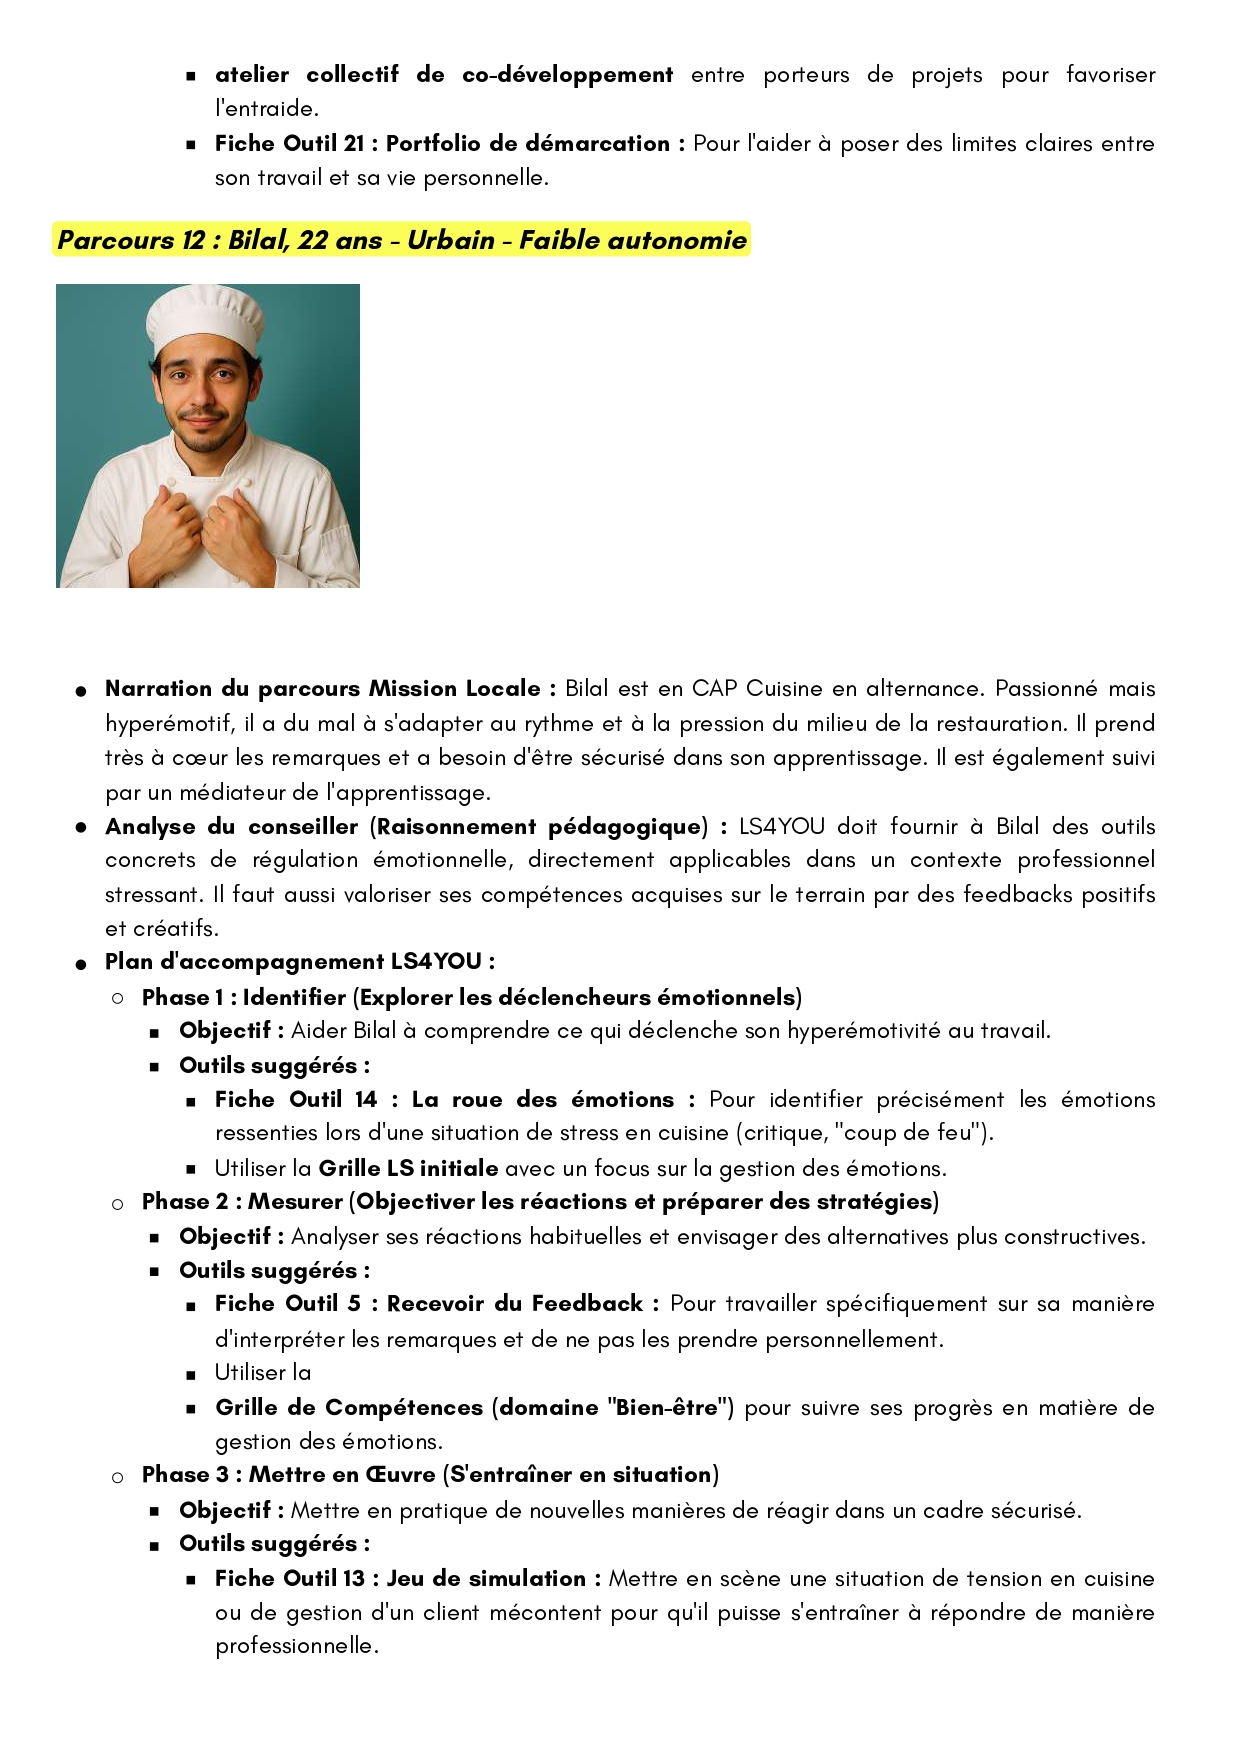 atelier collectif de co-développement entre porteurs de projets pour favoriser
l'entraide.
Fiche Outil 21 : Portfolio de démarcation : Pour l'aider à poser des limites claires entre
son travail et sa vie personnelle.
Parcours 12 : Bilal, 22 ans - Urbain - Faible autonomie
Narration du parcours Mission Locale : Bilal est en CAP Cuisine en alternance. Passionné mais
hyperémotif, il a du mal à s'adapter au rythme et à la pression du milieu de la restauration. Il prend
très à cœur les remarques et a besoin d'être sécurisé dans son apprentissage. Il est également suivi
par un médiateur de l'apprentissage.
Analyse du conseiller (Raisonnement pédagogique) : LS4YOU doit fournir à Bilal des outils
concrets de régulation émotionnelle, directement applicables dans un contexte professionnel
stressant. Il faut aussi valoriser ses compétences acquises sur le terrain par des feedbacks positifs
et créatifs.
Plan d'accompagnement LS4YOU :
Phase 1 : Identifier (Explorer les déclencheurs émotionnels)
Objectif : Aider Bilal à comprendre ce qui déclenche son hyperémotivité au travail.
Outils suggérés :
Fiche Outil 14 : La roue des émotions : Pour identifier précisément les émotions
ressenties lors d'une situation de stress en cuisine (critique, "coup de feu").
Utiliser la Grille LS initiale avec un focus sur la gestion des émotions.
Phase 2 : Mesurer (Objectiver les réactions et préparer des stratégies)
Objectif : Analyser ses réactions habituelles et envisager des alternatives plus constructives.
Outils suggérés :
Fiche Outil 5 : Recevoir du Feedback : Pour travailler spécifiquement sur sa manière
d'interpréter les remarques et de ne pas les prendre personnellement.
Utiliser la
Grille de Compétences (domaine "Bien-être") pour suivre ses progrès en matière de
gestion des émotions.
Phase 3 : Mettre en Œuvre (S'entraîner en situation)
Objectif : Mettre en pratique de nouvelles manières de réagir dans un cadre sécurisé.
Outils suggérés :
Fiche Outil 13 : Jeu de simulation : Mettre en scène une situation de tension en cuisine
ou de gestion d'un client mécontent pour qu'il puisse s'entraîner à répondre de manière
professionnelle.